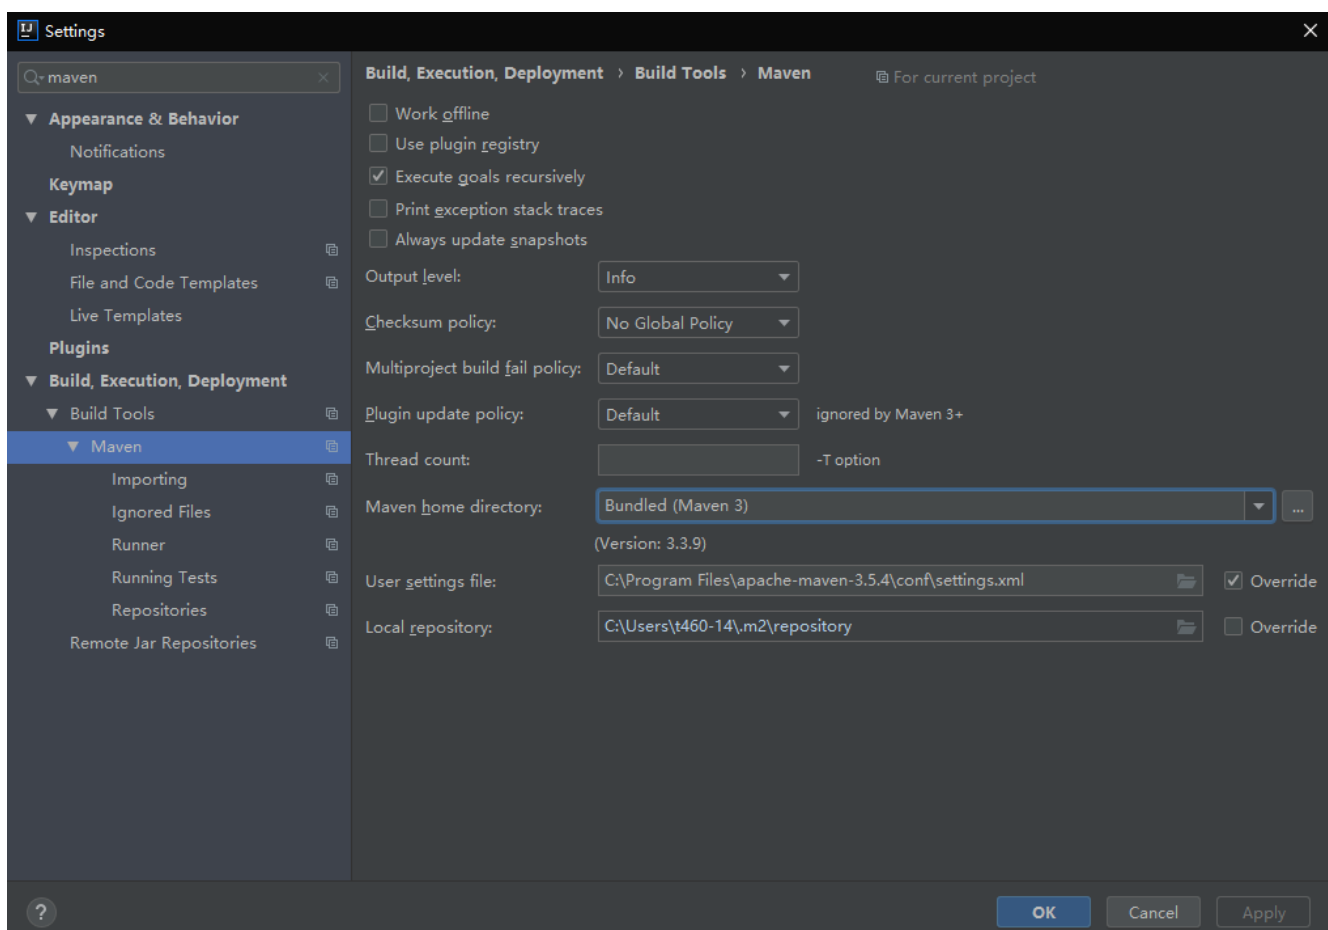 Settings
maven
Appearance & Behavior
Notifications
Keymap
Editor
Inspections
File and Code Templates
Live Templates
Plugins
Build, Execution, Deployment
Build Tools
Maven
Importing
Ignored Files
Runner
Running Tests
Repositories
Remote Jar Repositories
Build, Execution, Deployment › Build Tools › Maven For current project
Work offline
Use plugin registry
Execute goals recursively
Print exception stack traces
Always update snapshots
Output level: Info
Checksum policy: No Global Policy
Multiproject build fail policy: Default
Plugin update policy: Default ignored by Maven 3+
Thread count: -T option
Maven home directory: Bundled (Maven 3) ...
(Version: 3.3.9)
User settings file: C:\Program Files\apache-maven-3.5.4\conf\settings.xml Override
Local repository: C:\Users\t460-14\.m2\repository Override
? OK Cancel Apply